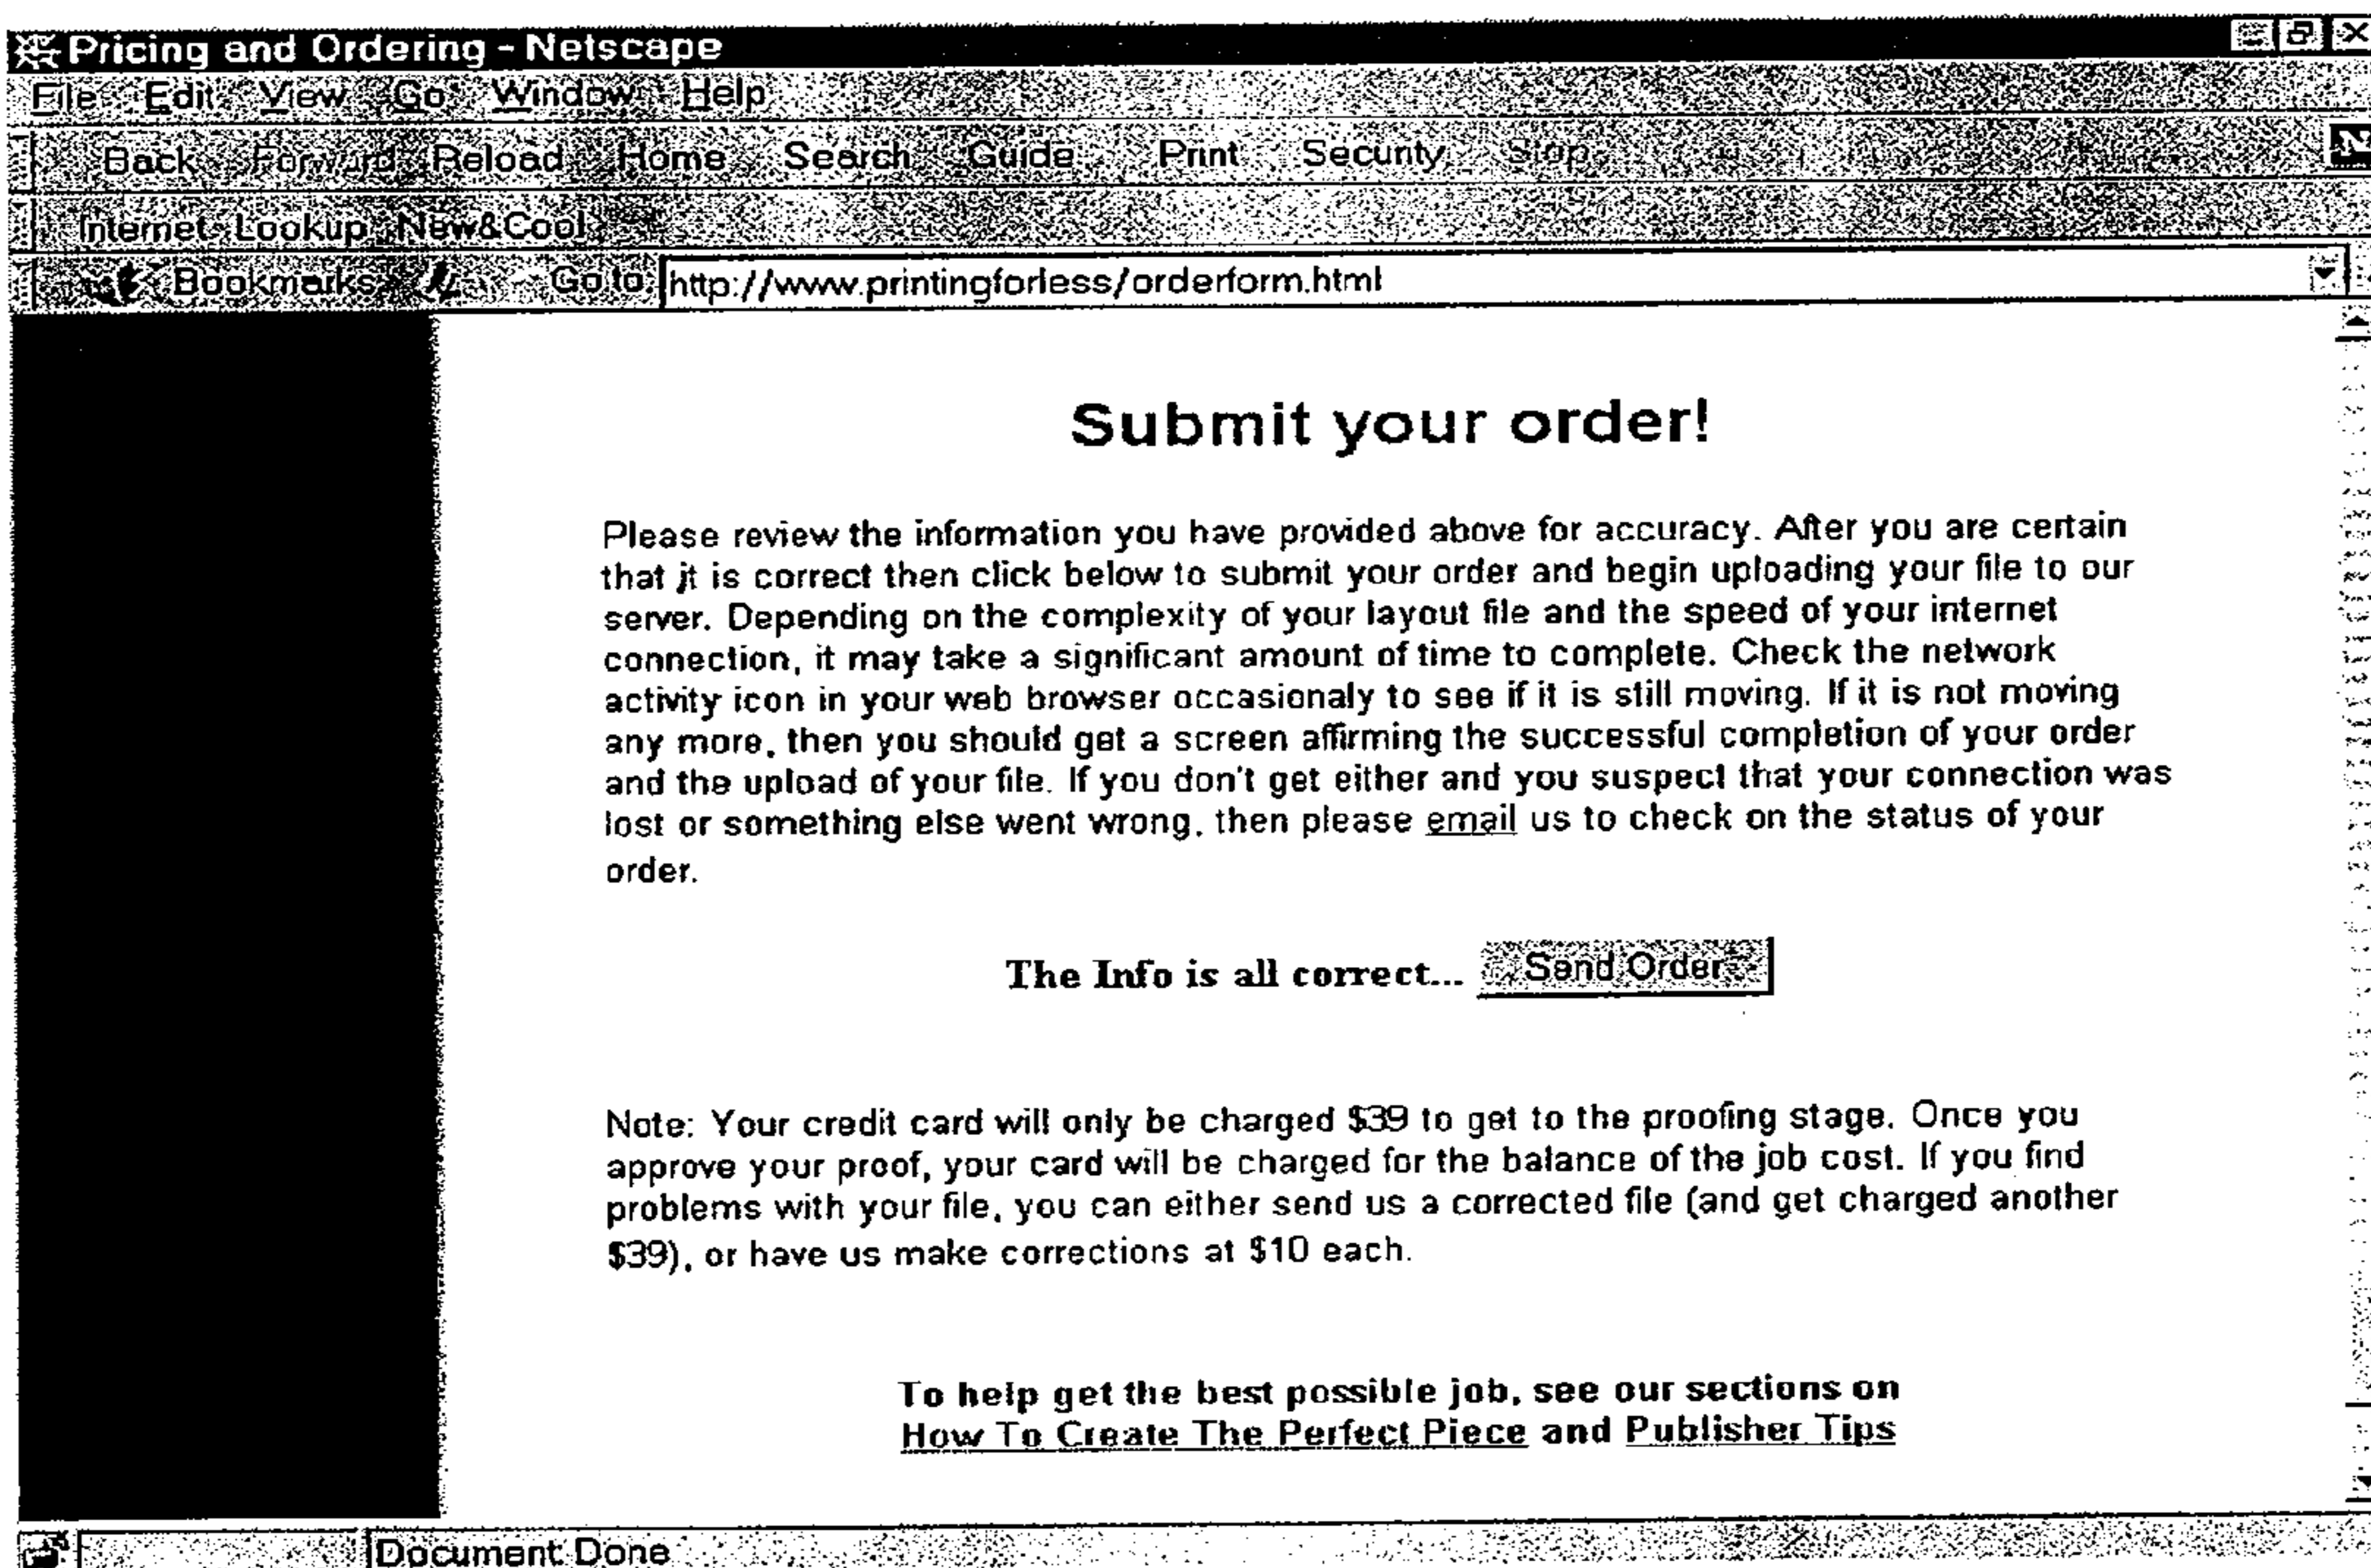 Pricing and Ordering - Netscape
File Edit View Go Window Help
Back Forward Reload Home Search Guide Print Security Stop
N
Internet Lookup New&Cool
Bookmarks Go to: http://www.printingforless/orderform.html
Submit your order!
Please review the information you have provided above for accuracy. After you are certain
that it is correct then click below to submit your order and begin uploading your file to our
server. Depending on the complexity of your layout file and the speed of your internet
connection, it may take a significant amount of time to complete. Check the network
activity icon in your web browser occasionaly to see if it is still moving. If it is not moving
any more, then you should get a screen affirming the successful completion of your order
and the upload of your file. If you don't get either and you suspect that your connection was
lost or something else went wrong, then please email us to check on the status of your
order.
The Info is all correct... Send Order
Note: Your credit card will only be charged $39 to get to the proofing stage. Once you
approve your proof, your card will be charged for the balance of the job cost. If you find
problems with your file, you can either send us a corrected file (and get charged another
$39), or have us make corrections at $10 each.
To help get the best possible job, see our sections on
How To Create The Perfect Piece and Publisher Tips
Document: Done